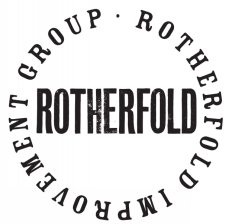 ROTHERFOLD IMPROVEMENT GROUP ·
ROTHERFOLD